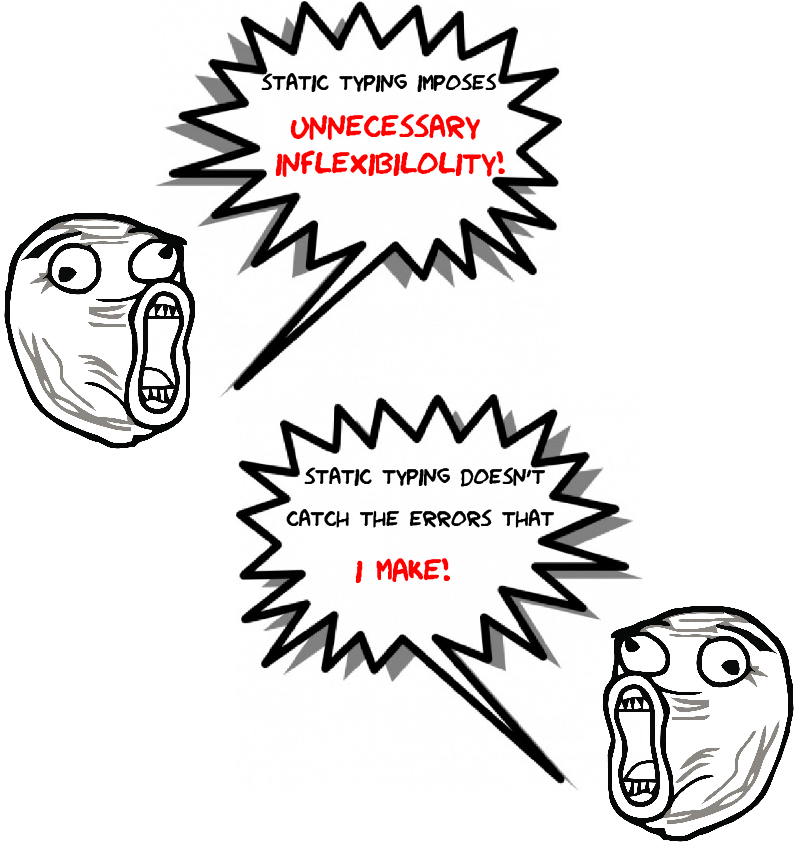 STATIC TYPING IMPOSES
UNNECESSARY
INFLEXIBILOLITY!
STATIC TYPING DOESN'T
CATCH THE ERRORS THAT
I MAKE!